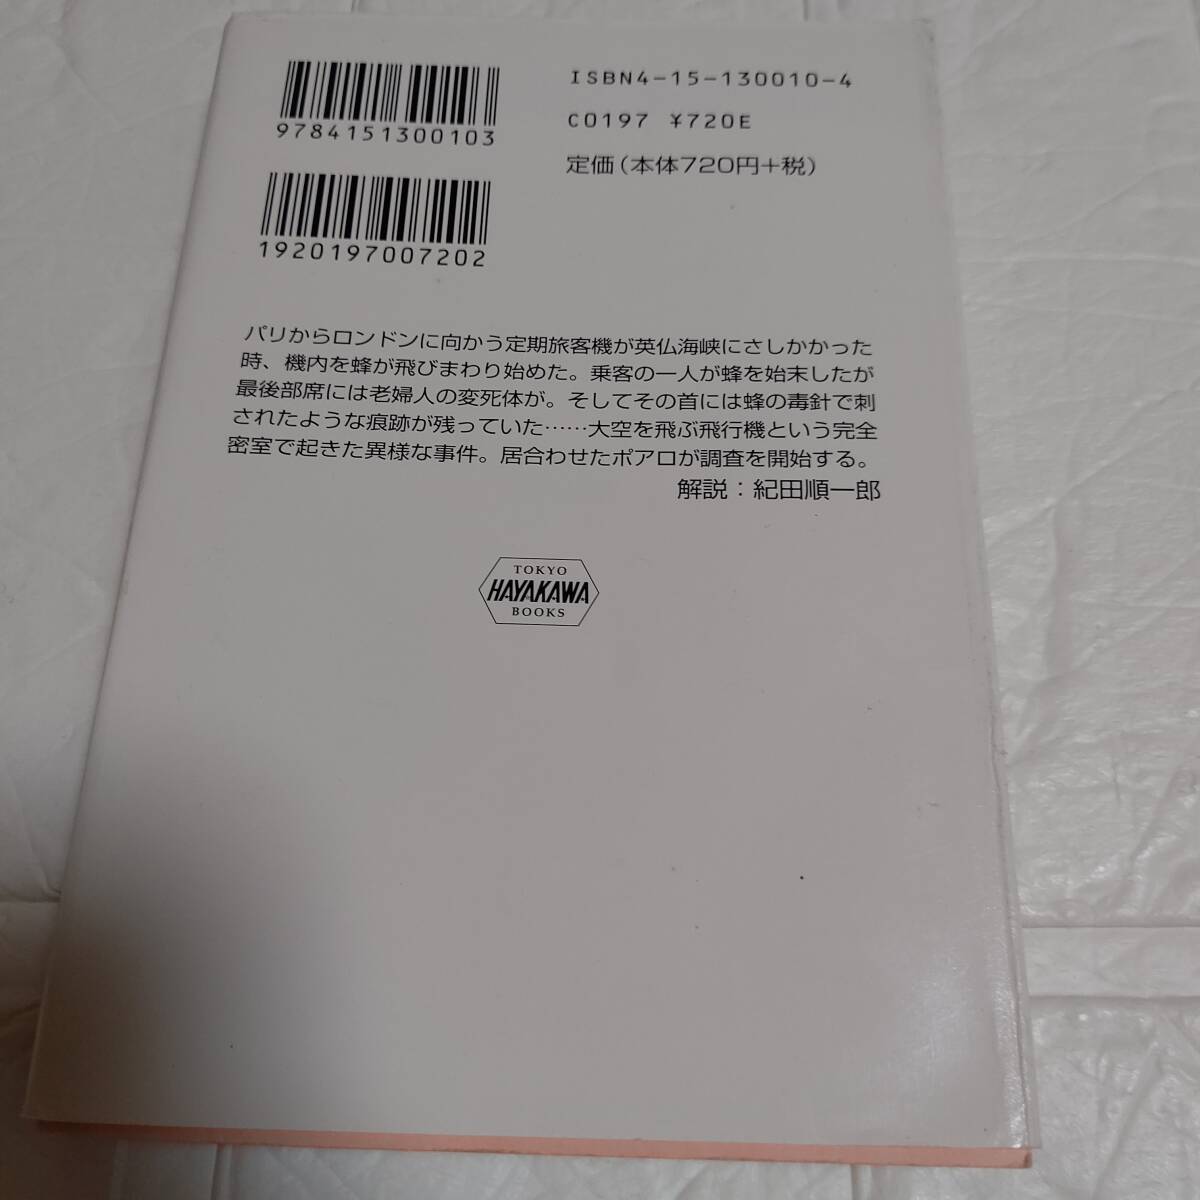 9784151300103
1920197007202
ISBN4-15-130010-4
C0197 ¥720E
定価(本体720円+税)
パリからロンドンに向かう定期旅客機が英仏海峡にさしかかった
時、機内を蜂が飛びまわり始めた。乗客の一人が蜂を始末したが
最後部席には老婦人の変死体が。そしてその首には蜂の毒針で刺
されたような痕跡が残っていた……大空を飛ぶ飛行機という完全
密室で起きた異様な事件。居合わせたポアロが調査を開始する。
解説:紀田順一郎
TOKYO
HAYAKAWA
BOOKS